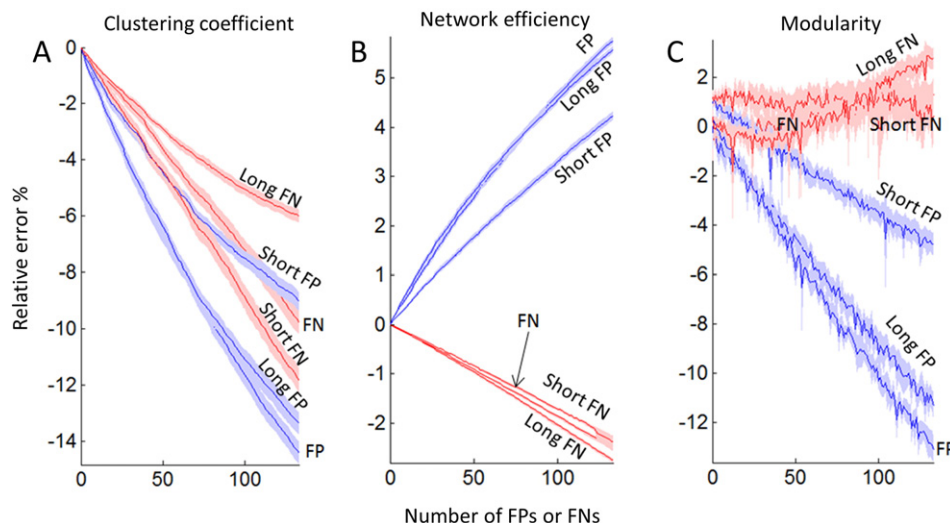 Clustering coefficient
Network efficiency
Modularity
A
B
C
Relative error %
0
-2
-4
-6
-8
-10
-12
-14
0
100
Long FN
Short FP
FN
Short FN
Long FP
FP
5
4
3
2
1
0
-1
-2
0
50
100
FP
Long FP
Short FP
FN
Short FN
Long FN
2
0
-2
-4
-6
-8
-10
-12
0
50
100
Long FN
FN
Short FN
Short FP
Long FP
FP
Number of FPs or FNs